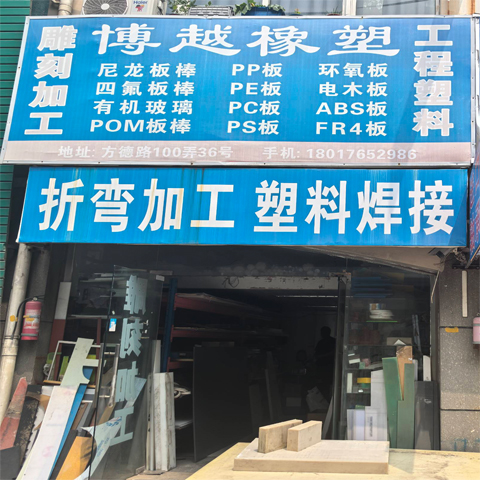 博越橡塑
雕刻加工
工程塑料
尼龙板棒 PP板 环氧板
四氟板棒 PE板 电木板
有机玻璃 PC板 ABS板
POM板棒 PS板 FR4板
地址: 方德路100弄36号 手机: 18017652986
折弯加工 塑料焊接
雕刻加工